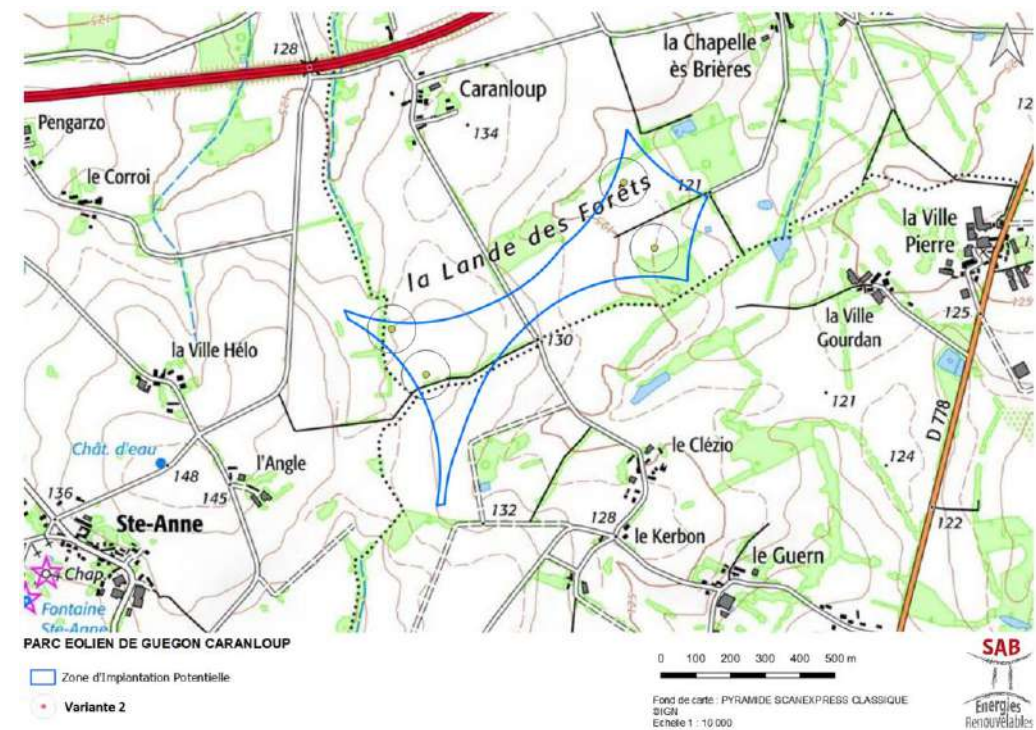 128
112
la Chapelle
ès Brières
Caranloup
134
Pengarzo
le Corroi
121
la Lande des Forêts
la Ville
Pierre
la Ville
Gourdan
125
130
la Ville Hélo
121
D 778
Chât. d'eau
148
l'Angle
145
136
le Clézio
124
132
128
122
Ste-Anne
le Kerbon
le Guern
125
Chap.
Fontaine
Ste-Anne
PARC EOLIEN DE GUEGON CARANLOUP
Zone d'Implantation Potentielle
Variante 2
0 100 200 300 400 500 m
Fond de carte : PYRAMIDE SCANEXPRESS CLASSIQUE
©IGN
Echelle 1 : 10 000
SAB
Energies
Renouvelables